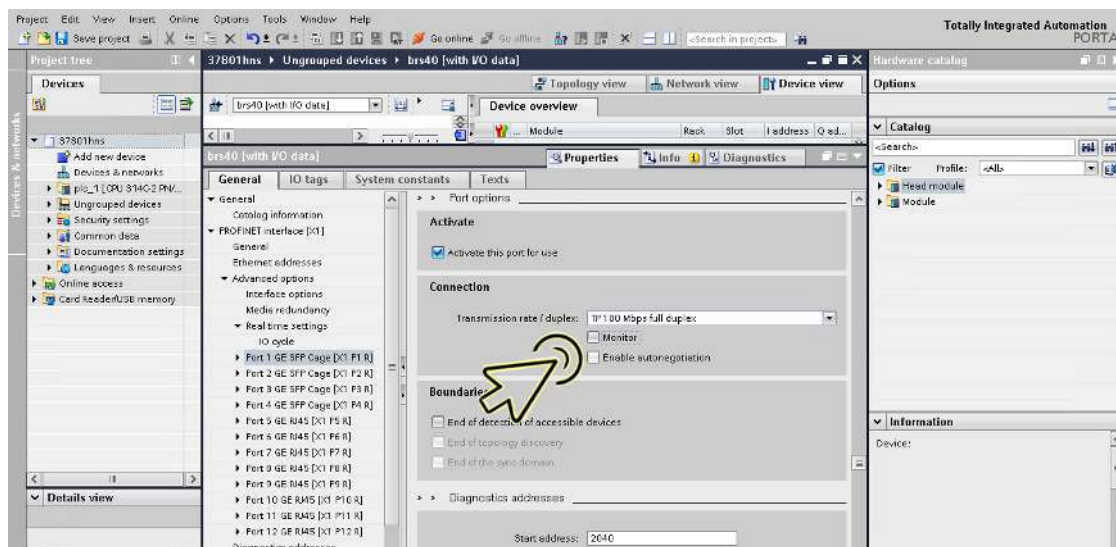 Project Edit View Insert Online Options Tools Window Help
Save project
Go online
Go offline
<Search in project>
Totally Integrated Automation
PORTA
Project tree
37801hns ▸ Ungrouped devices ▸ brs40 [with I/O data]
Hardware catalog
Devices
Topology view
Network view
Device view
Options
brs40 [with I/O data]
Device overview
... Module Rack Slot I address Q ad...
Catalog
<Search>
Filter Profile: <All>
Head module
Module
Devices & networks
37801hns
Add new device
Devices & networks
plc_1 [CPU 314C-2 PN/...
Ungrouped devices
Security settings
Common data
Documentation settings
Languages & resources
Online access
Card Reader/USB memory
Details view
brs40 [with I/O data]
Properties
Info
Diagnostics
General
IO tags
System constants
Texts
General
Catalog information
PROFINET interface [X1]
General
Ethernet addresses
Advanced options
Interface options
Media redundancy
Real time settings
IO cycle
Port 1 GE SFP Cage [X1 P1 R]
Port 2 GE SFP Cage [X1 P2 R]
Port 3 GE SFP Cage [X1 P3 R]
Port 4 GE SFP Cage [X1 P4 R]
Port 5 GE RJ45 [X1 P5 R]
Port 6 GE RJ45 [X1 P6 R]
Port 7 GE RJ45 [X1 P7 R]
Port 8 GE RJ45 [X1 P8 R]
Port 9 GE RJ45 [X1 P9 R]
Port 10 GE RJ45 [X1 P10 R]
Port 11 GE RJ45 [X1 P11 R]
Port 12 GE RJ45 [X1 P12 R]
Diagnostics addresses
> > Port options
Activate
Activate this port for use
Connection
Transmission rate / duplex: TP 100 Mbps full duplex
Monitor
Enable autonegotiation
Boundaries
End of detection of accessible devices
End of topology discovery
End of the sync domain
> > Diagnostics addresses
Start address: 2040
Information
Device: